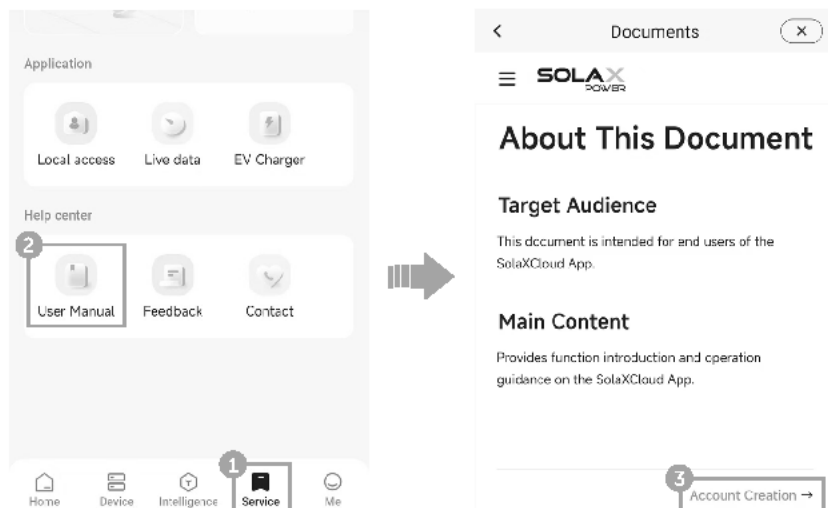 Application
Local access
Live data
EV Charger
Help center
2
User Manual
Feedback
Contact
1
Home
Device
Intelligence
Service
Me
Documents
SOLAX
POWER
About This Document
Target Audience
This document is intended for end users of the
SolaXCloud App.
Main Content
Provides function introduction and operation
guidance on the SolaXCloud App.
3
Account Creation →